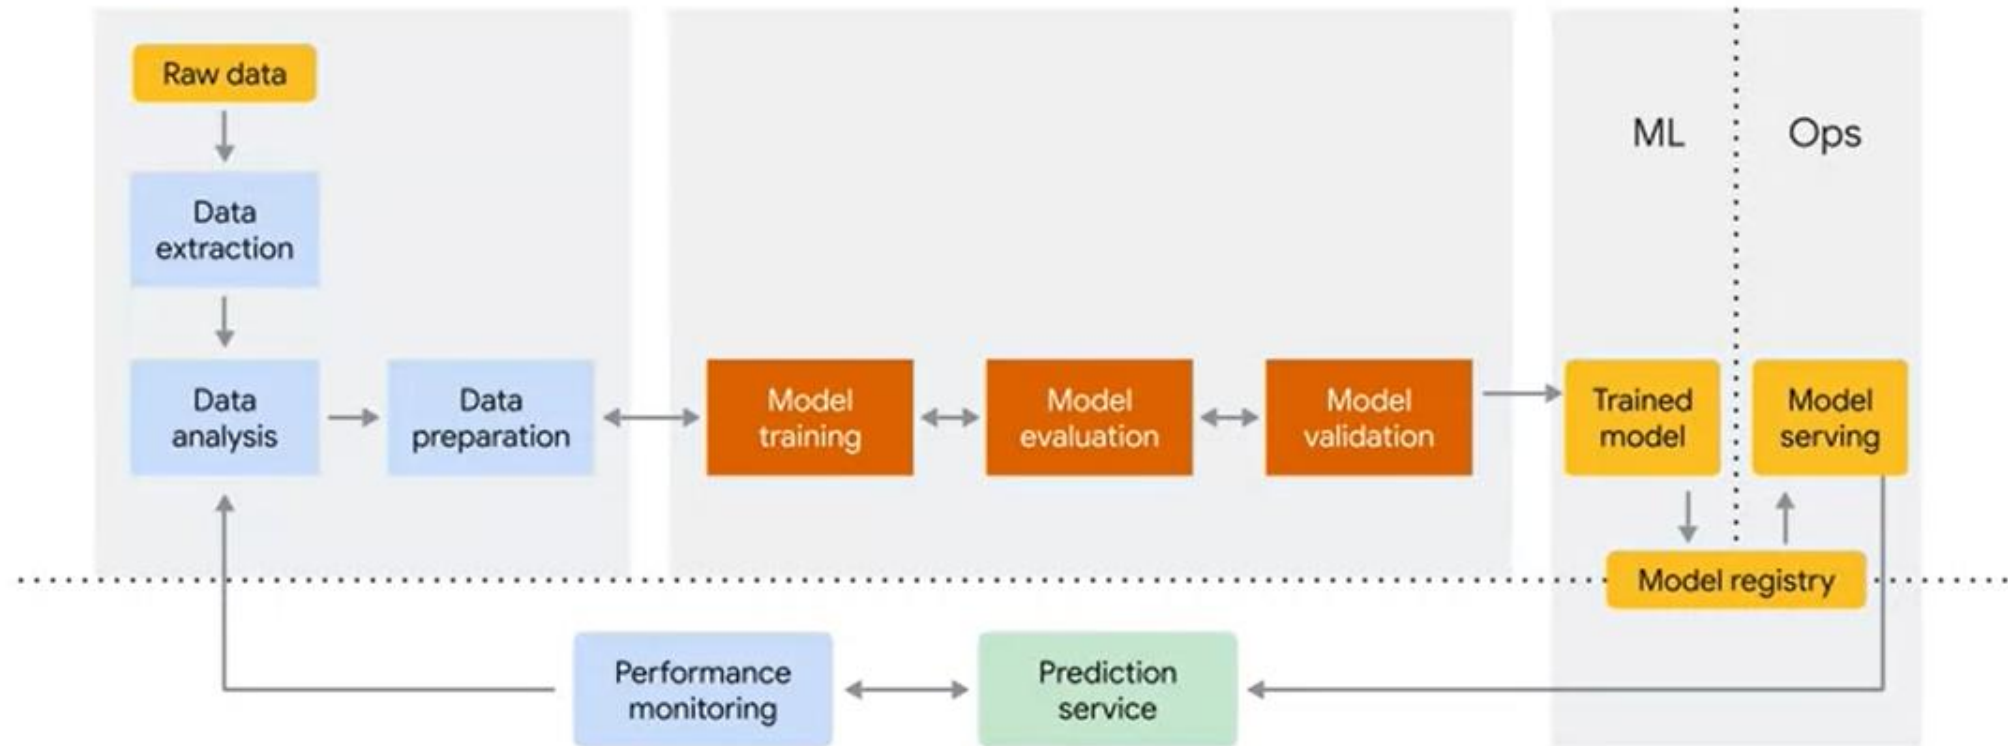 Raw data
Data
extraction
Data
analysis
Data
preparation
Model
training
Model
evaluation
Model
validation
ML
Ops
Trained
model
Model
serving
Model registry
Performance
monitoring
Prediction
service